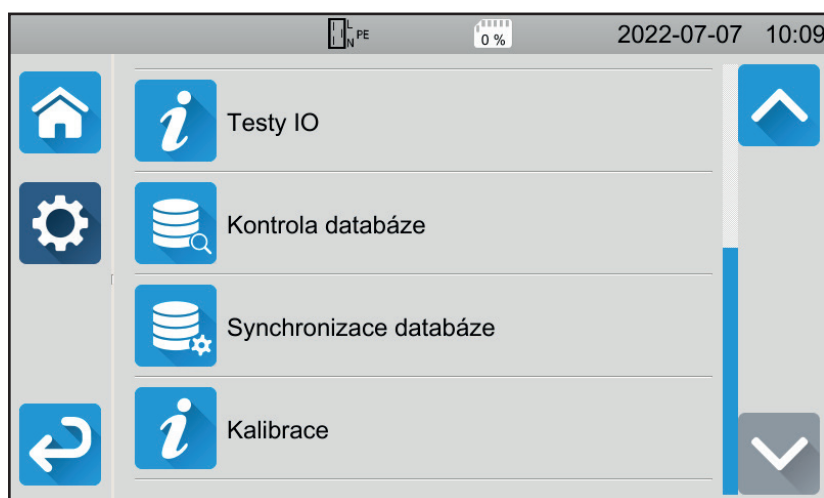 L
N PE
0 %
2022-07-07 10:09
Testy IO
Kontrola databáze
Synchronizace databáze
Kalibrace